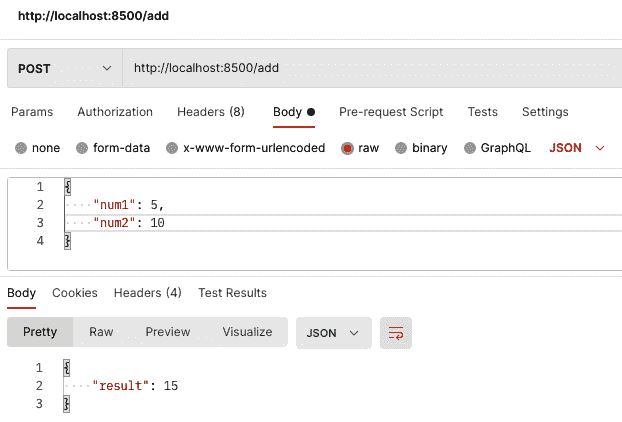 http://localhost:8500/add
POST http://localhost:8500/add
Params Authorization Headers (8) Body Pre-request Script Tests Settings
none form-data x-www-form-urlencoded raw binary GraphQL JSON
1 {
2 "num1": 5,
3 "num2": 10
4 }
Body Cookies Headers (4) Test Results
Pretty Raw Preview Visualize JSON
1 {
2 "result": 15
3 }